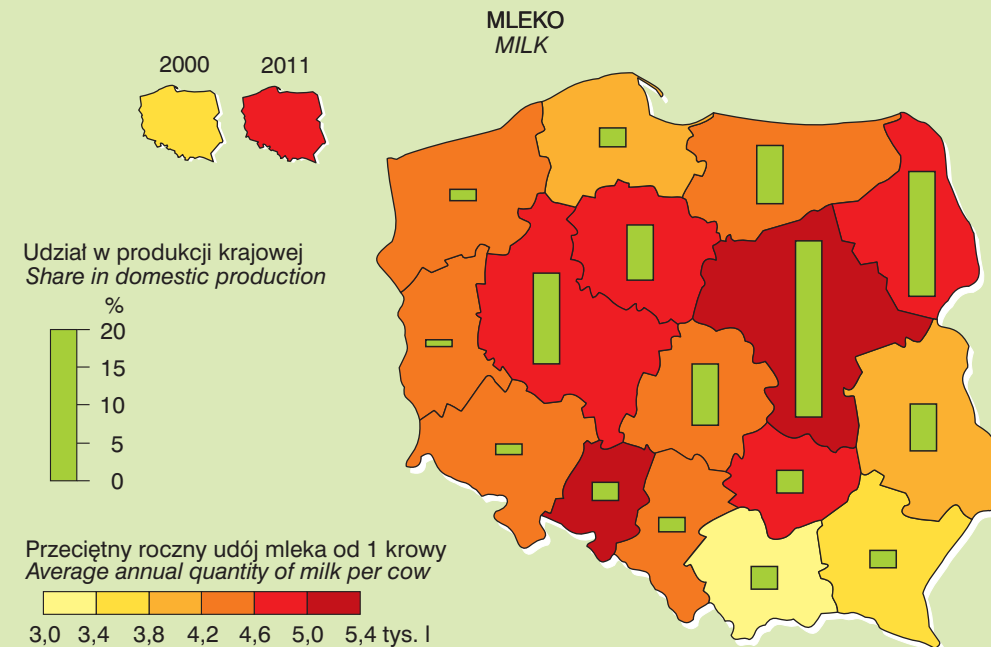 MLEKO
MILK
2000
2011
Udział w produkcji krajowej
Share in domestic production
%
20
15
10
5
0
Przeciętny roczny udój mleka od 1 krowy
Average annual quantity of milk per cow
3,0 3,4 3,8 4,2 4,6 5,0 5,4 tys. l